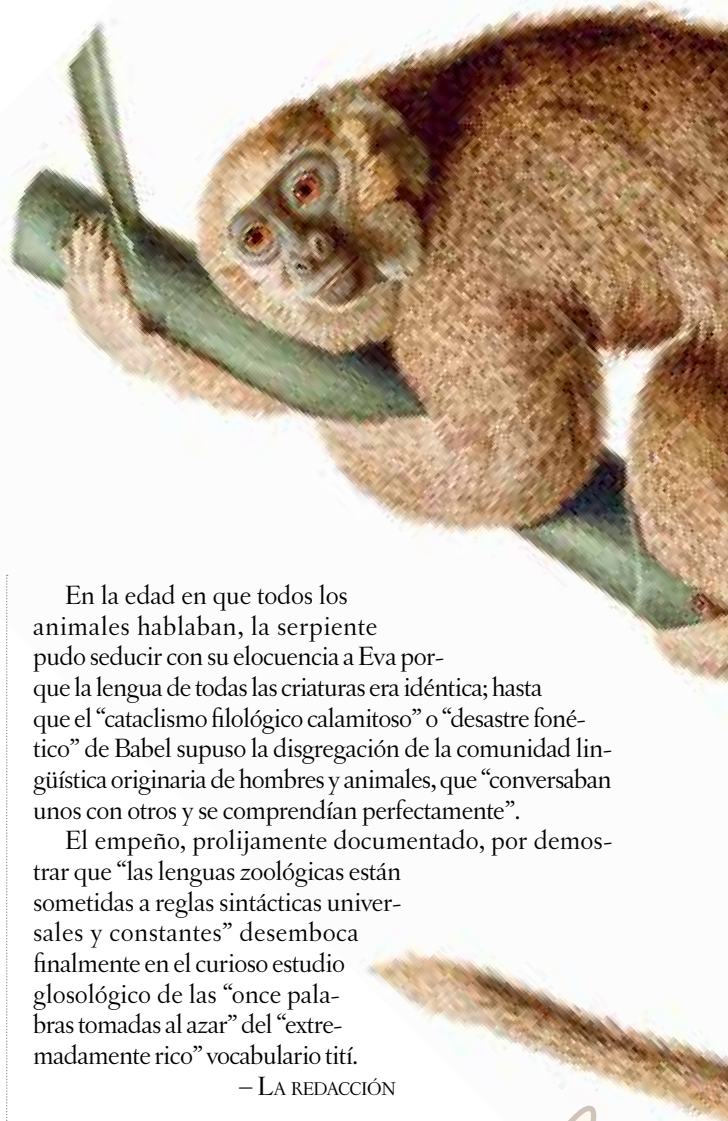 En la edad en que todos los
animales hablaban, la serpiente
pudo seducir con su elocuencia a Eva por-
que la lengua de todas las criaturas era idéntica; hasta
que el “cataclismo filológico calamitoso” o “desastre foné-
tico” de Babel supuso la disgregación de la comunidad lin-
güística originaria de hombres y animales, que “conversaban
unos con otros y se comprendían perfectamente”.
El empeño, prolijamente documentado, por demos-
trar que “las lenguas zoológicas están
sometidas a reglas sintácticas univer-
sales y constantes” desemboca
finalmente en el curioso estudio
glosológico de las “once pala-
bras tomadas al azar” del “extre-
madamente rico” vocabulario tití.
– LA REDACCIÓN